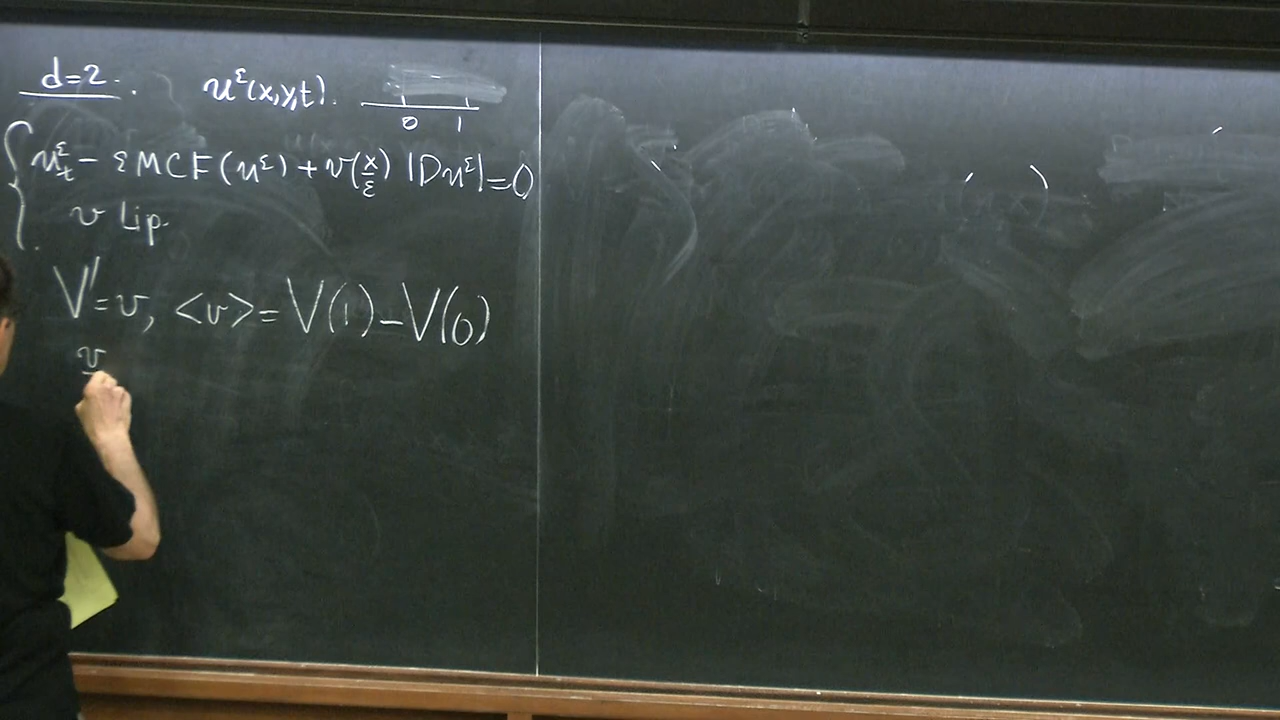 d=2. u^ε(x,y,t).
0 1
u^ε_t - ε MCF(u^ε) + v(x/ε) |Du^ε| = 0
v Lip.
V' = v, <v> = V(1) - V(0)
v